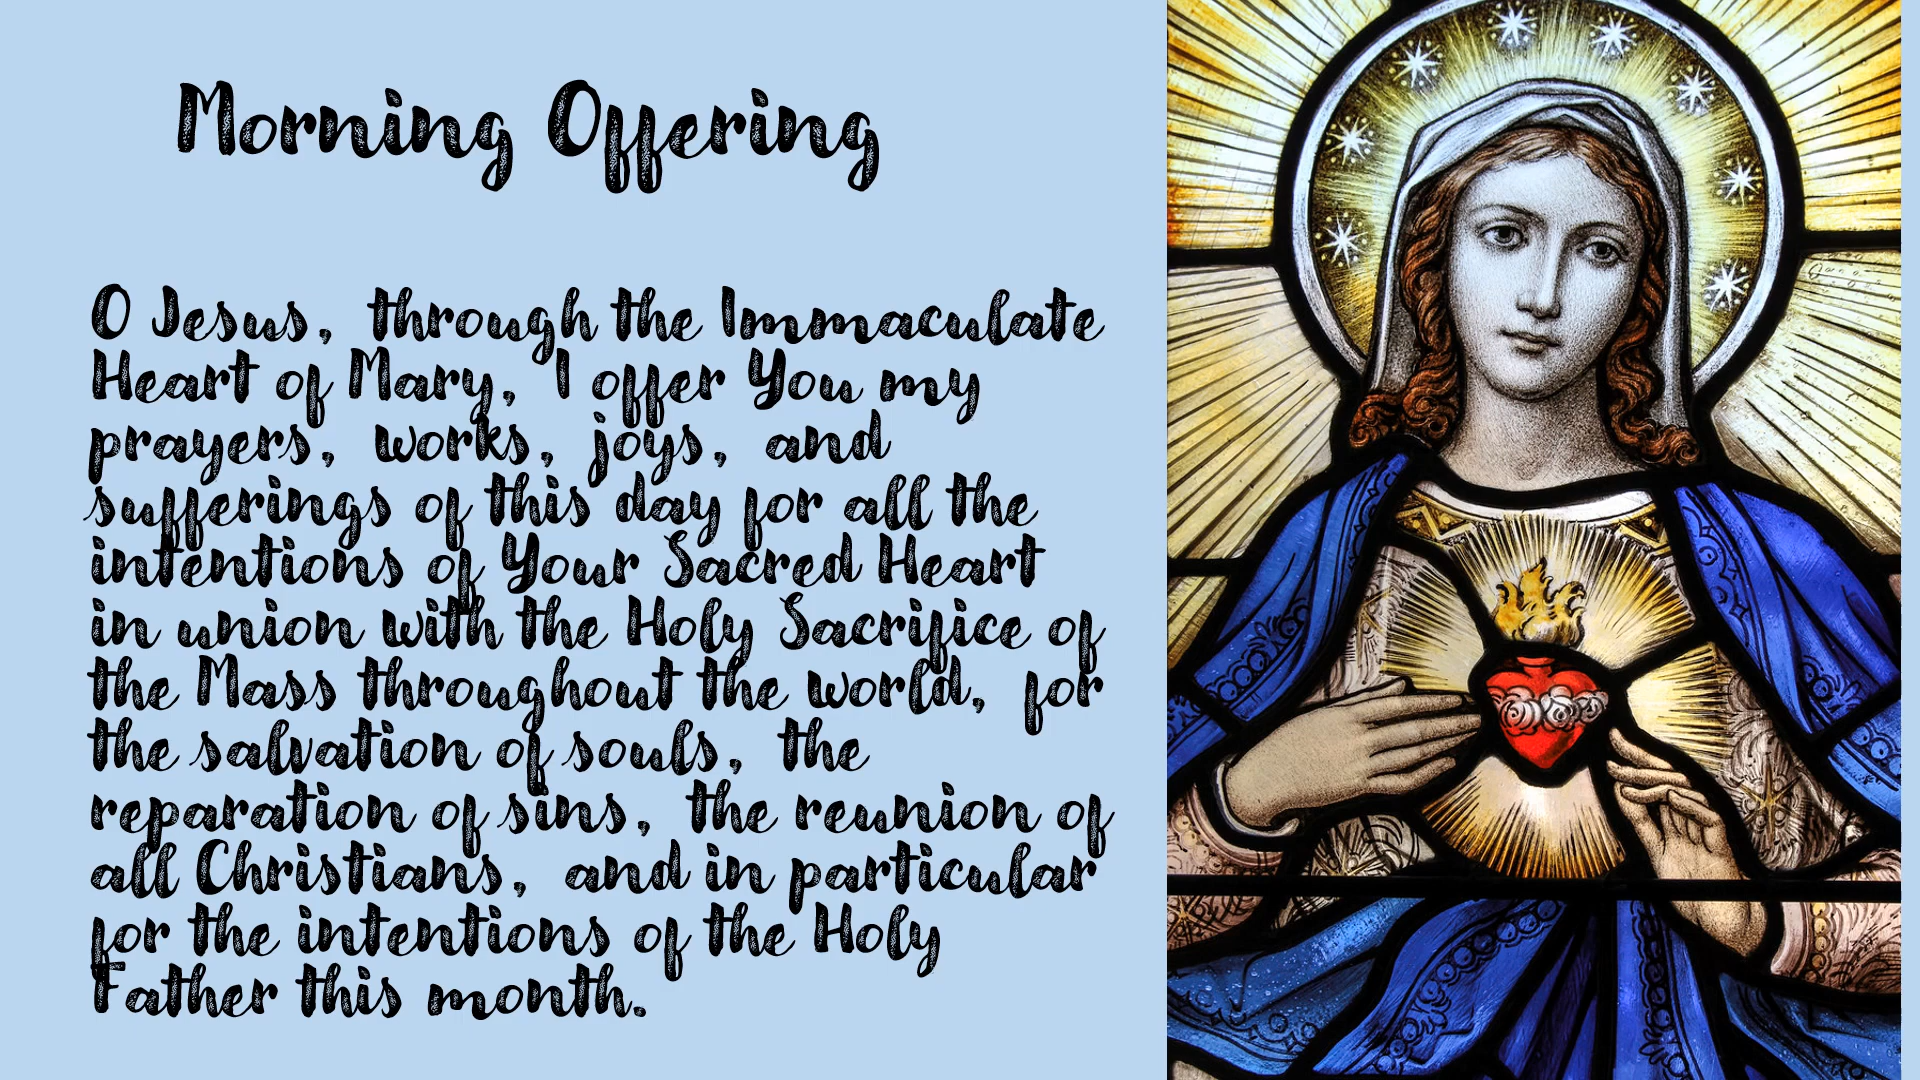 Morning Offering
O Jesus, through the Immaculate
Heart of Mary, I offer You my
prayers, works, joys, and
sufferings of this day for all the
intentions of Your Sacred Heart
in union with the Holy Sacrifice of
the Mass throughout the world, for
the salvation of souls, the
reparation of sins, the reunion of
all Christians, and in particular
for the intentions of the Holy
Father this month.